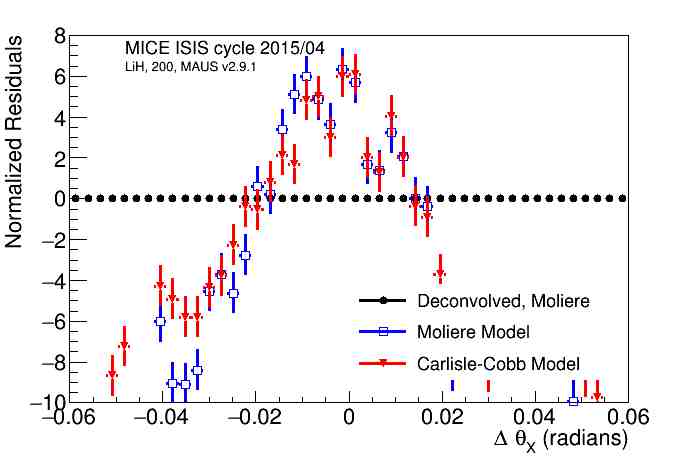 MICE ISIS cycle 2015/04
LiH, 200, MAUS v2.9.1
Normalized Residuals
8
6
4
2
0
−2
−4
−6
−8
−10
Deconvolved, Moliere
Moliere Model
Carlisle-Cobb Model
−0.06 −0.04 −0.02 0 0.02 0.04 0.06
Δ θX (radians)